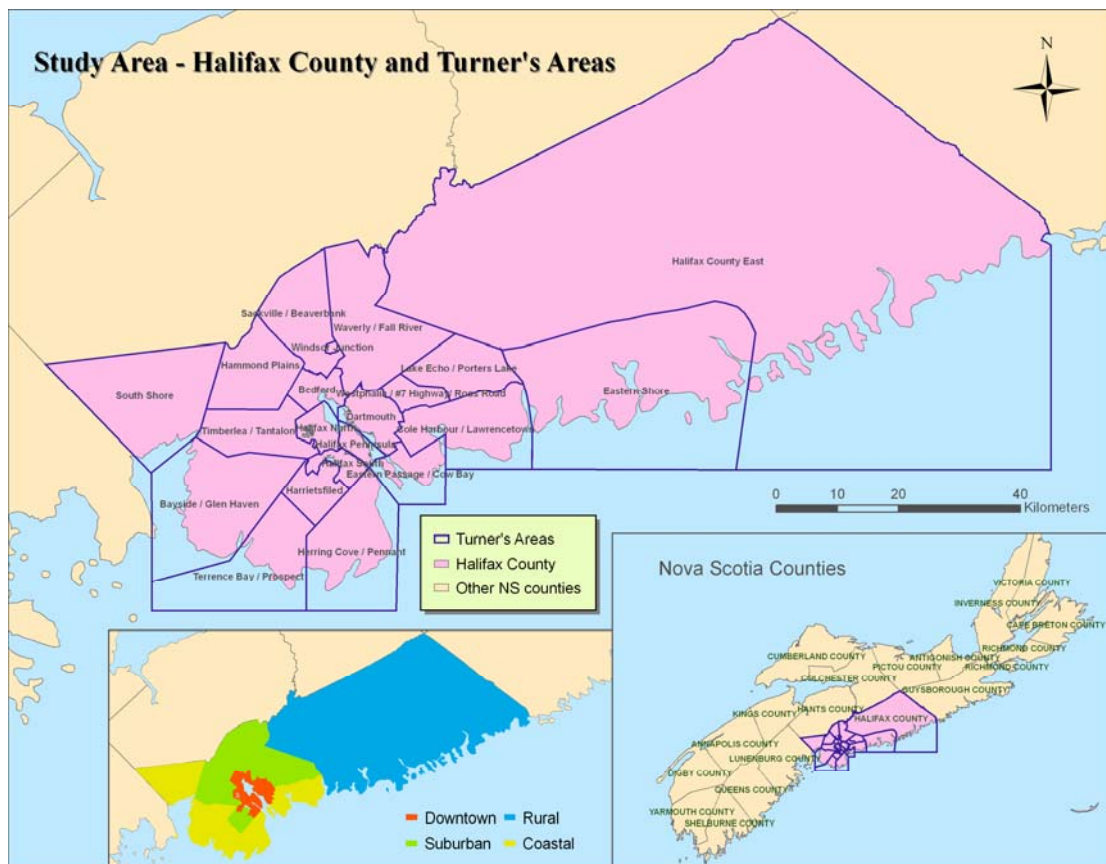 Study Area - Halifax County and Turner's Areas
N
Halifax County East
Sackville / Beaverbank
Waverly / Fall River
Windsor Junction
Hammond Plains
Lake Echo / Porters Lake
South Shore
Bedford
Westphalia / #7 Highway/ Roas Road
Eastern Shore
Dartmouth
Timberlea / Tantalon
Halifax North
Cole Harbour / Lawrencetown
Halifax Peninsula
Halifax South
Eastern Passage / Cow Bay
Harrietsfiled
Bayside / Glen Haven
Herring Cove / Pennant
Terrence Bay / Prospect
0 10 20 40
Kilometers
Turner's Areas
Halifax County
Other NS counties
Downtown
Rural
Suburban
Coastal
Nova Scotia Counties
VICTORIA COUNTY
INVERNESS COUNTY
CAPE BRETON COUNTY
RICHMOND COUNTY
CUMBERLAND COUNTY
ANTIGONISH COUNTY
PICTOU COUNTY
RICHMOND COUNTY
COLCHESTER COUNTY
GUYSBOROUGH COUNTY
HANTS COUNTY
KINGS COUNTY
HALIFAX COUNTY
ANNAPOLIS COUNTY
LUNENBURG COUNTY
DIGBY COUNTY
QUEENS COUNTY
YARMOUTH COUNTY
SHELBURNE COUNTY